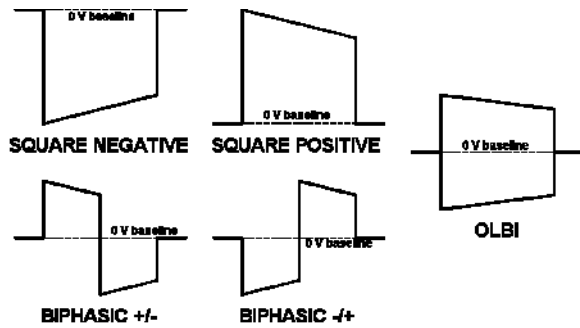 0 V baseline
SQUARE NEGATIVE
0 V baseline
SQUARE POSITIVE
0 V baseline
OLBI
0 V baseline
BIPHASIC +/-
0 V baseline
BIPHASIC -/+